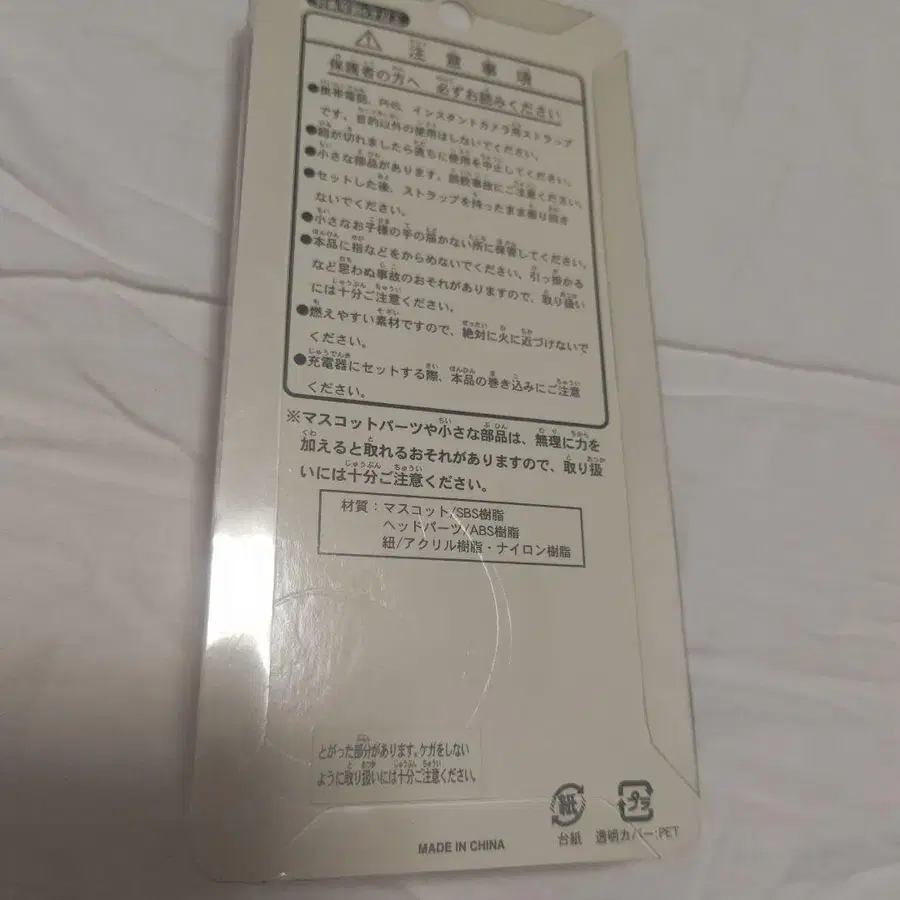 注意事項
保護者の方へ 必ずお読みください
●携帯電話、PHS、インスタントカメラ用ストラップ
です。目的以外の使用はしないでください。
●紐が切れましたら直ちに使用を中止してください。
●小さな部品があります。誤飲事故にご注意ください。
●セットした後、ストラップを持ったまま振り回さ
ないでください。
●小さなお子様の手の届かない所に保管してください。
●本品に指などをからめないでください、引っ掛かる
など思わぬ事故のおそれがありますので、取り扱い
には十分ご注意ください。
●燃えやすい素材ですので、絶対に火に近づけないで
ください。
●充電器にセットする際、本品の巻き込みにご注意
ください。
※マスコットパーツや小さな部品は、無理に力を
加えると取れるおそれがありますので、取り扱
いには十分ご注意ください。
材質：マスコット/SBS樹脂
ヘッドパーツ/ABS樹脂
紐/アクリル樹脂・ナイロン樹脂
とがった部分があります。ケガをしない
ように取り扱いには十分ご注意ください。
紙 プラ
台紙 透明カバー:PET
MADE IN CHINA